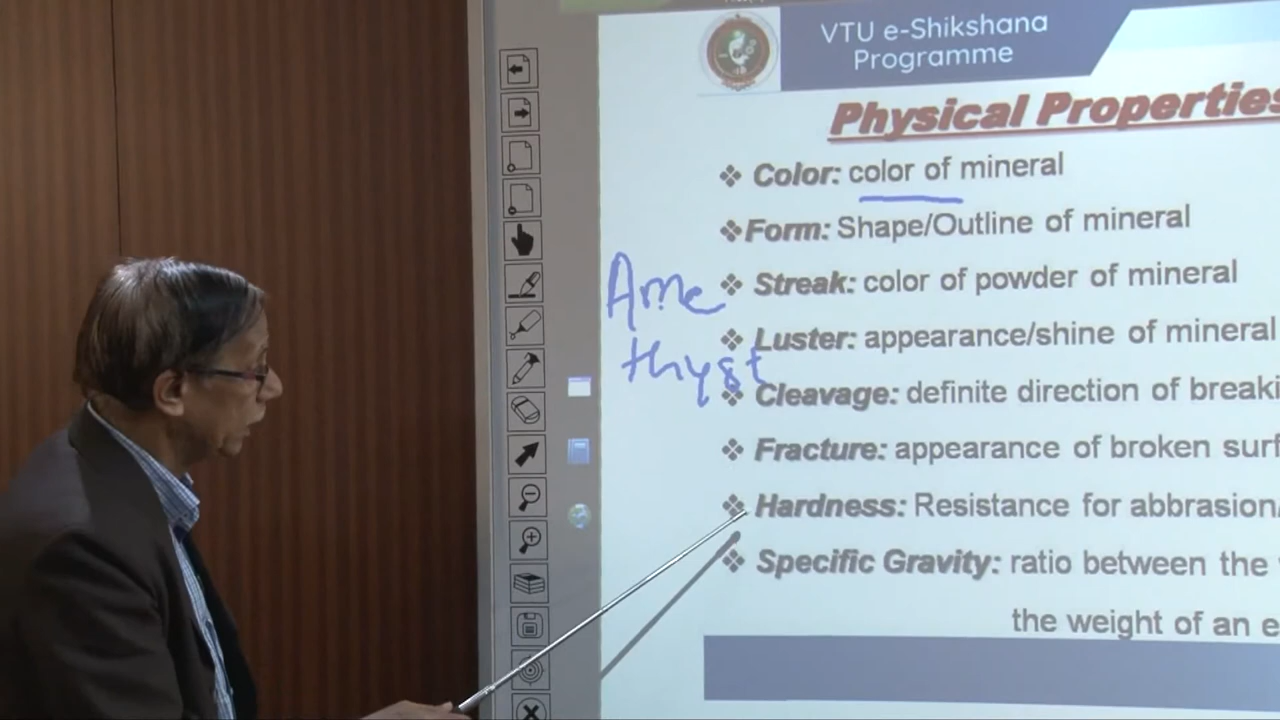 VTU e-Shikshana
Programme
Physical Properties
Color: color of mineral
Form: Shape/Outline of mineral
Ame
Streak: color of powder of mineral
Luster: appearance/shine of mineral
thyst
Cleavage: definite direction of breaki
Fracture: appearance of broken surf
Hardness: Resistance for abbrasion
Specific Gravity: ratio between the
the weight of an e